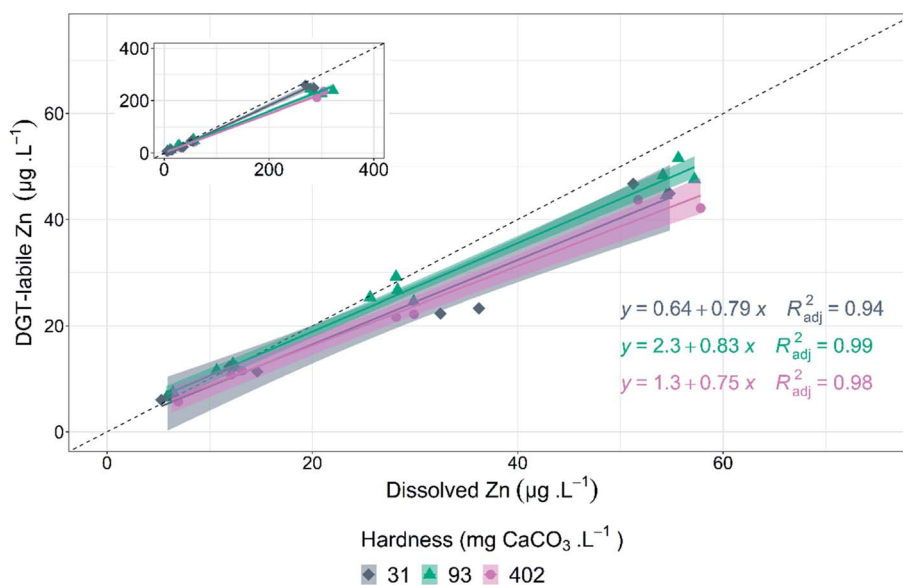 400
200
0
0 200 400
60
40
20
0
DGT-labile Zn (µg .L⁻¹)
y = 0.64 + 0.79 x R²adj = 0.94
y = 2.3 + 0.83 x R²adj = 0.99
y = 1.3 + 0.75 x R²adj = 0.98
0 20 40 60
Dissolved Zn (µg .L⁻¹)
Hardness (mg CaCO₃ .L⁻¹ )
31 93 402